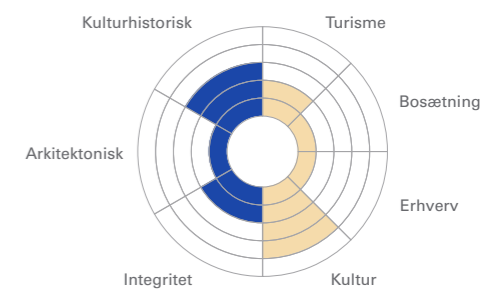 Kulturhistorisk
Turisme
Bosætning
Arkitektonisk
Erhverv
Integritet
Kultur